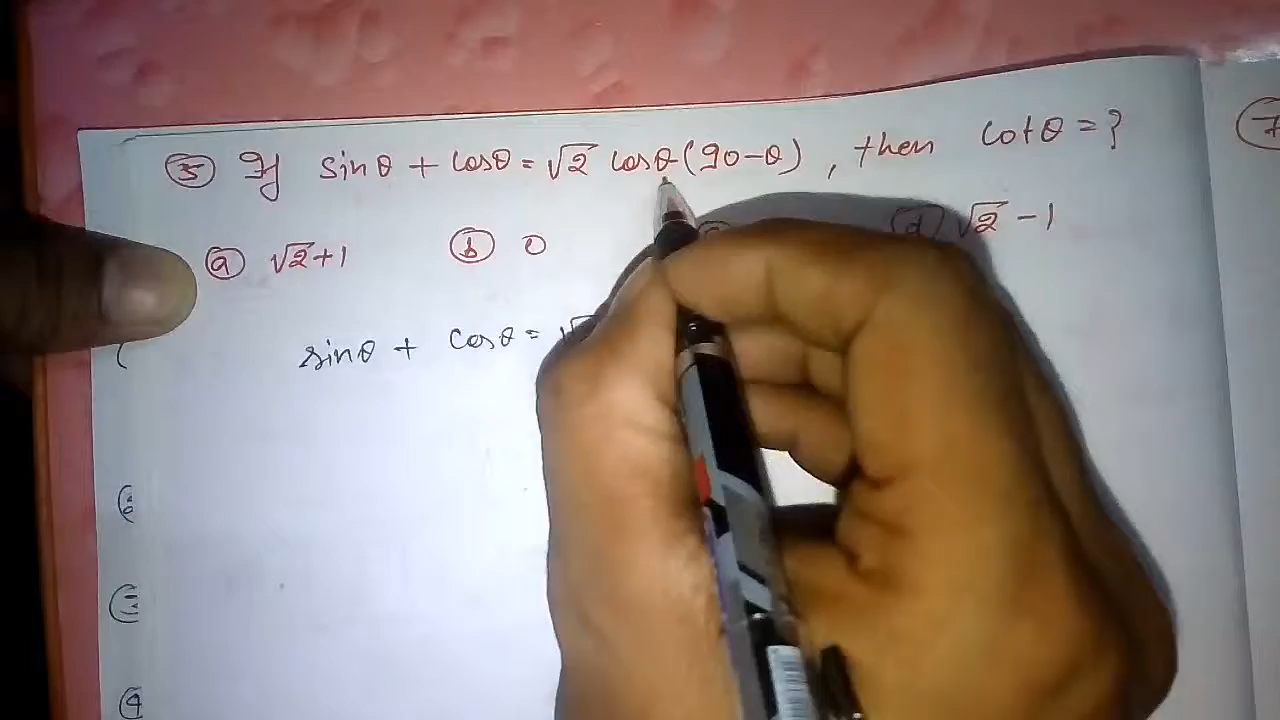 ⑤ If sinθ + cosθ = √2 cosθ(90-θ), then cotθ = ?
ⓐ √2+1 ⓑ 0 ⓓ √2-1
sinθ + cosθ = √